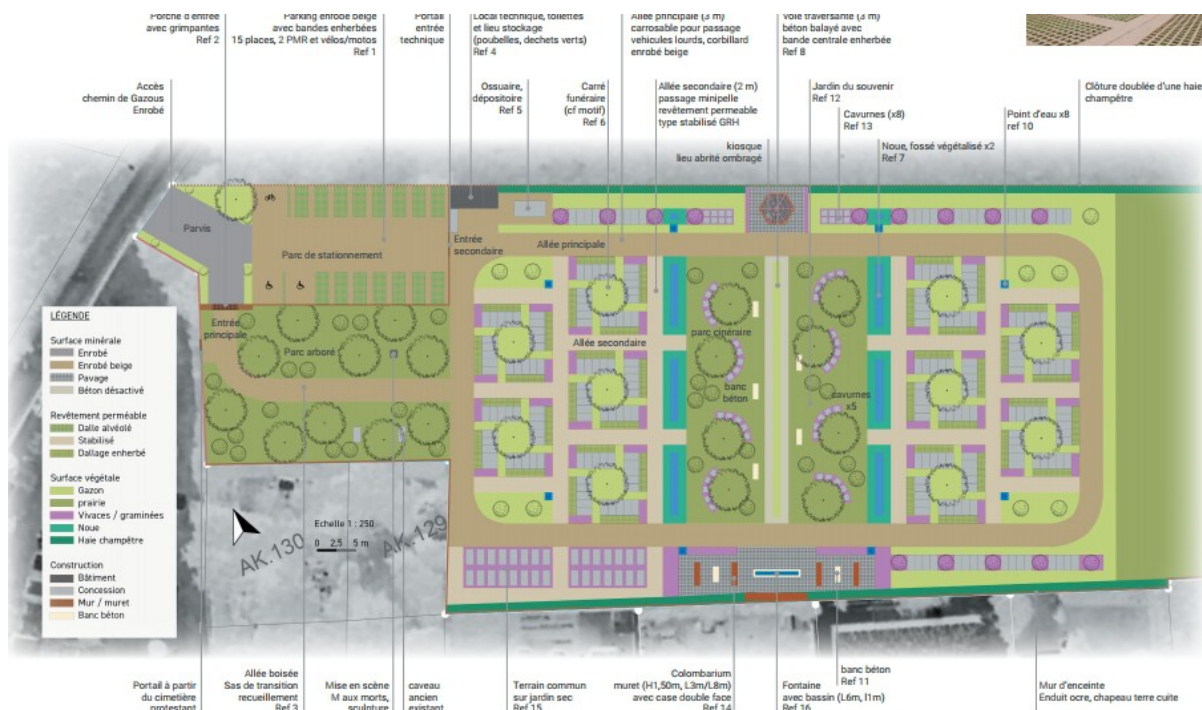 Porche d'entrée
avec grimpantes
Ref 2
Parking enrobé beige
avec bandes enherbées
15 places, 2 PMR et vélos/motos
Ref 1
Portail
entrée
technique
Local technique, toilettes
et lieu stockage
(poubelles, dechets verts)
Ref 4
Allée principale (3 m)
carrosable pour passage
vehicules lourds, corbillard
enrobé beige
Voie traversante (3 m)
béton balayé avec
bande centrale enherbée
Ref 8
Accès
chemin de Gazous
Enrobé
Ossuaire,
dépositoire
Ref 5
Carré
funéraire
(cf motif)
Ref 6
Allée secondaire (2 m)
passage minipelle
revêtement permeable
type stabilisé GRH
Jardin du souvenir
Ref 12
Cavurnes (x8)
Ref 13
kiosque
lieu abrité ombragé
Noue, fossé végétalisé x2
Ref 7
Point d'eau x8
ref 10
Clôture doublée d'une haie
champêtre
Parvis
Parc de stationnement
Entrée
secondaire
Allée principale
Entrée
principale
Parc arboré
Allée secondaire
parc cinéraire
banc
béton
cavurnes
x5
LÉGENDE
Surface minérale
Enrobé
Enrobé beige
Pavage
Béton désactivé
Revêtement perméable
Dalle alvéolé
Stabilisé
Dallage enherbé
Surface végétale
Gazon
prairie
Vivaces / graminées
Noue
Haie champêtre
Construction
Bâtiment
Concession
Mur / muret
Banc béton
Echelle 1 : 250
0 2,5 5 m
AK.130
AK.129
Portail à partir
du cimetière
protestant
Allée boisée
Sas de transition
recueillement
Ref 3
Mise en scène
M aux morts,
sculpture
caveau
ancien
existant
Terrain commun
sur jardin sec
Ref 15
Colombarium
muret (H1,50m, L3m/L8m)
avec case double face
Ref 14
Fontaine
avec bassin (L6m, l1m)
Ref 16
banc béton
Ref 11
Mur d'enceinte
Enduit ocre, chapeau terre cuite